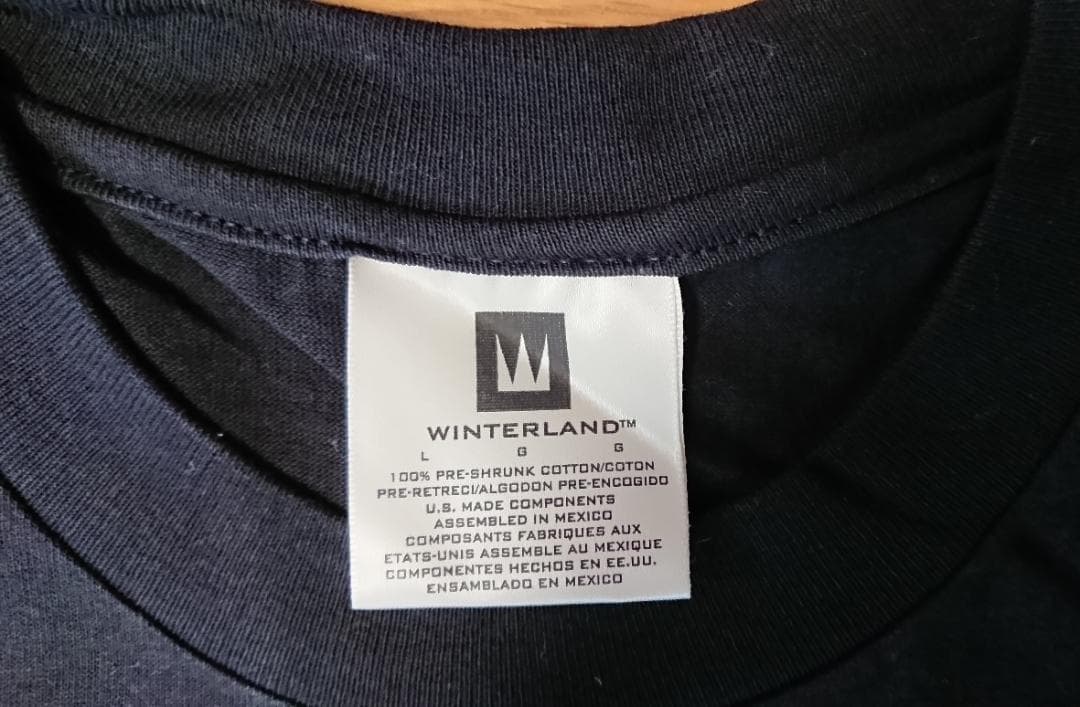 W
WINTERLAND™
L G G
100% PRE-SHRUNK COTTON/COTON
PRE-RETRECI/ALGODON PRE-ENCOGIDO
U.S. MADE COMPONENTS
ASSEMBLED IN MEXICO
COMPOSANTS FABRIQUES AUX
ETATS-UNIS ASSEMBLE AU MEXIQUE
COMPONENTES HECHOS EN EE.UU.
ENSAMBLADO EN MEXICO